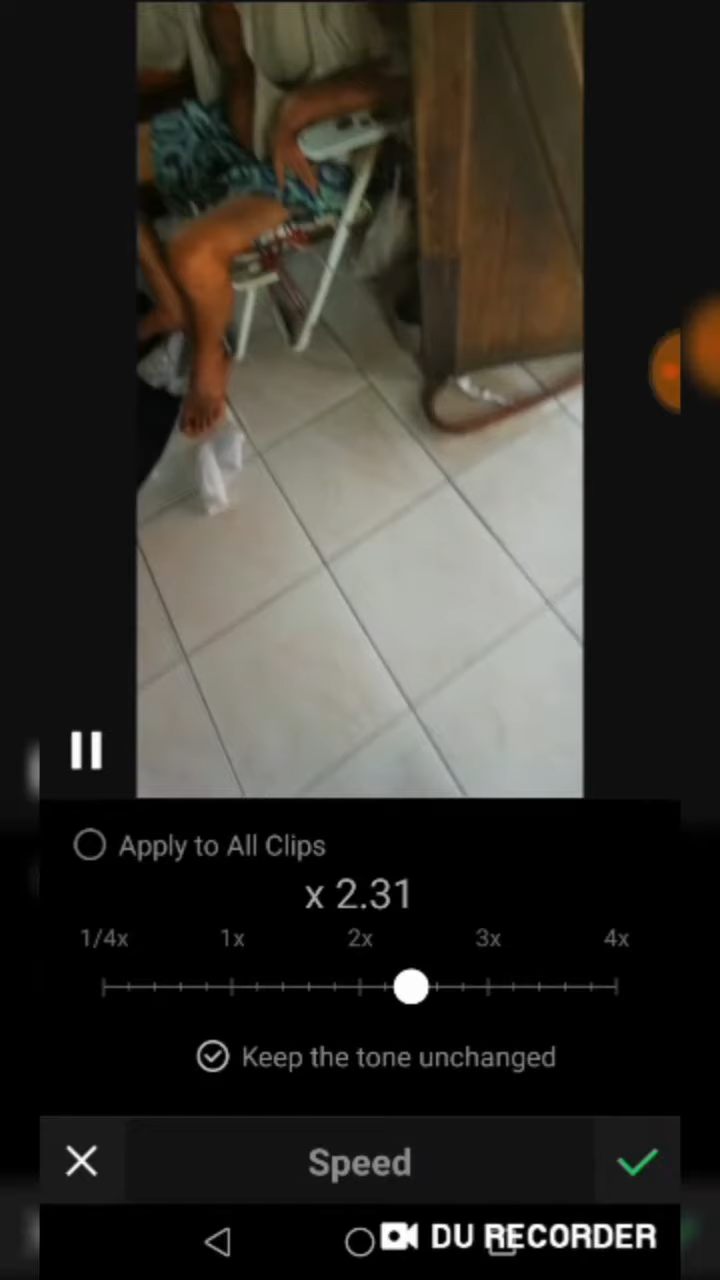 Apply to All Clips
x 2.31
1/4x 1x 2x 3x 4x
Keep the tone unchanged
Speed
DU RECORDER